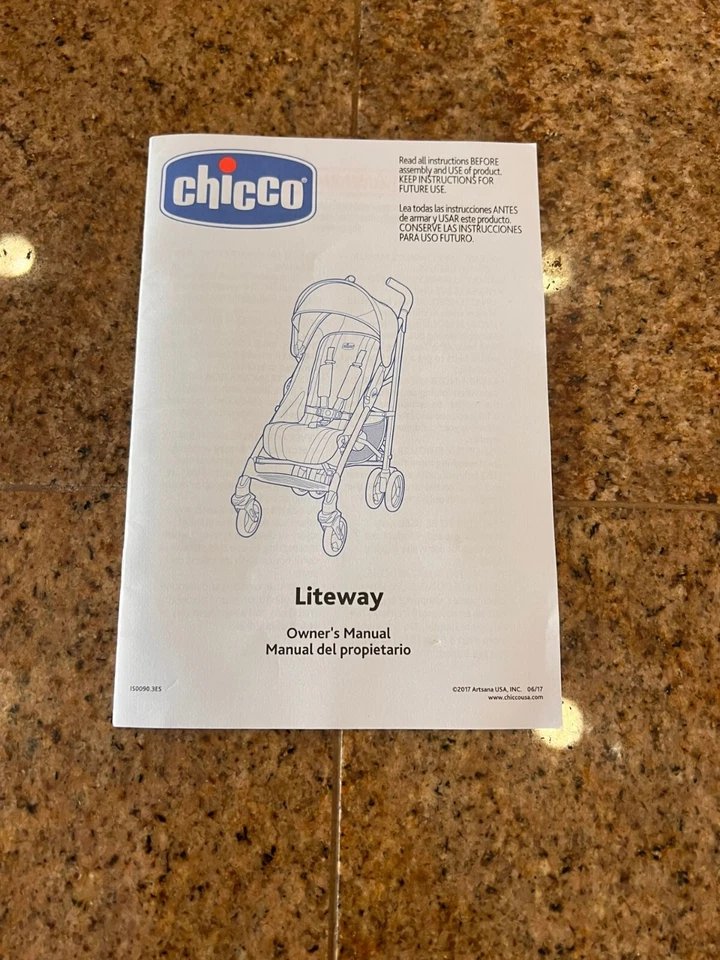 chicco®
Read all instructions BEFORE
assembly and USE of product.
KEEP INSTRUCTIONS FOR
FUTURE USE.
Lea todas las instrucciones ANTES
de armar y USAR este producto.
CONSERVE LAS INSTRUCCIONES
PARA USO FUTURO.
chicco
Liteway
Owner's Manual
Manual del propietario
IS0090.3ES
©2017 Artsana USA, INC. 06/17
www.chiccousa.com